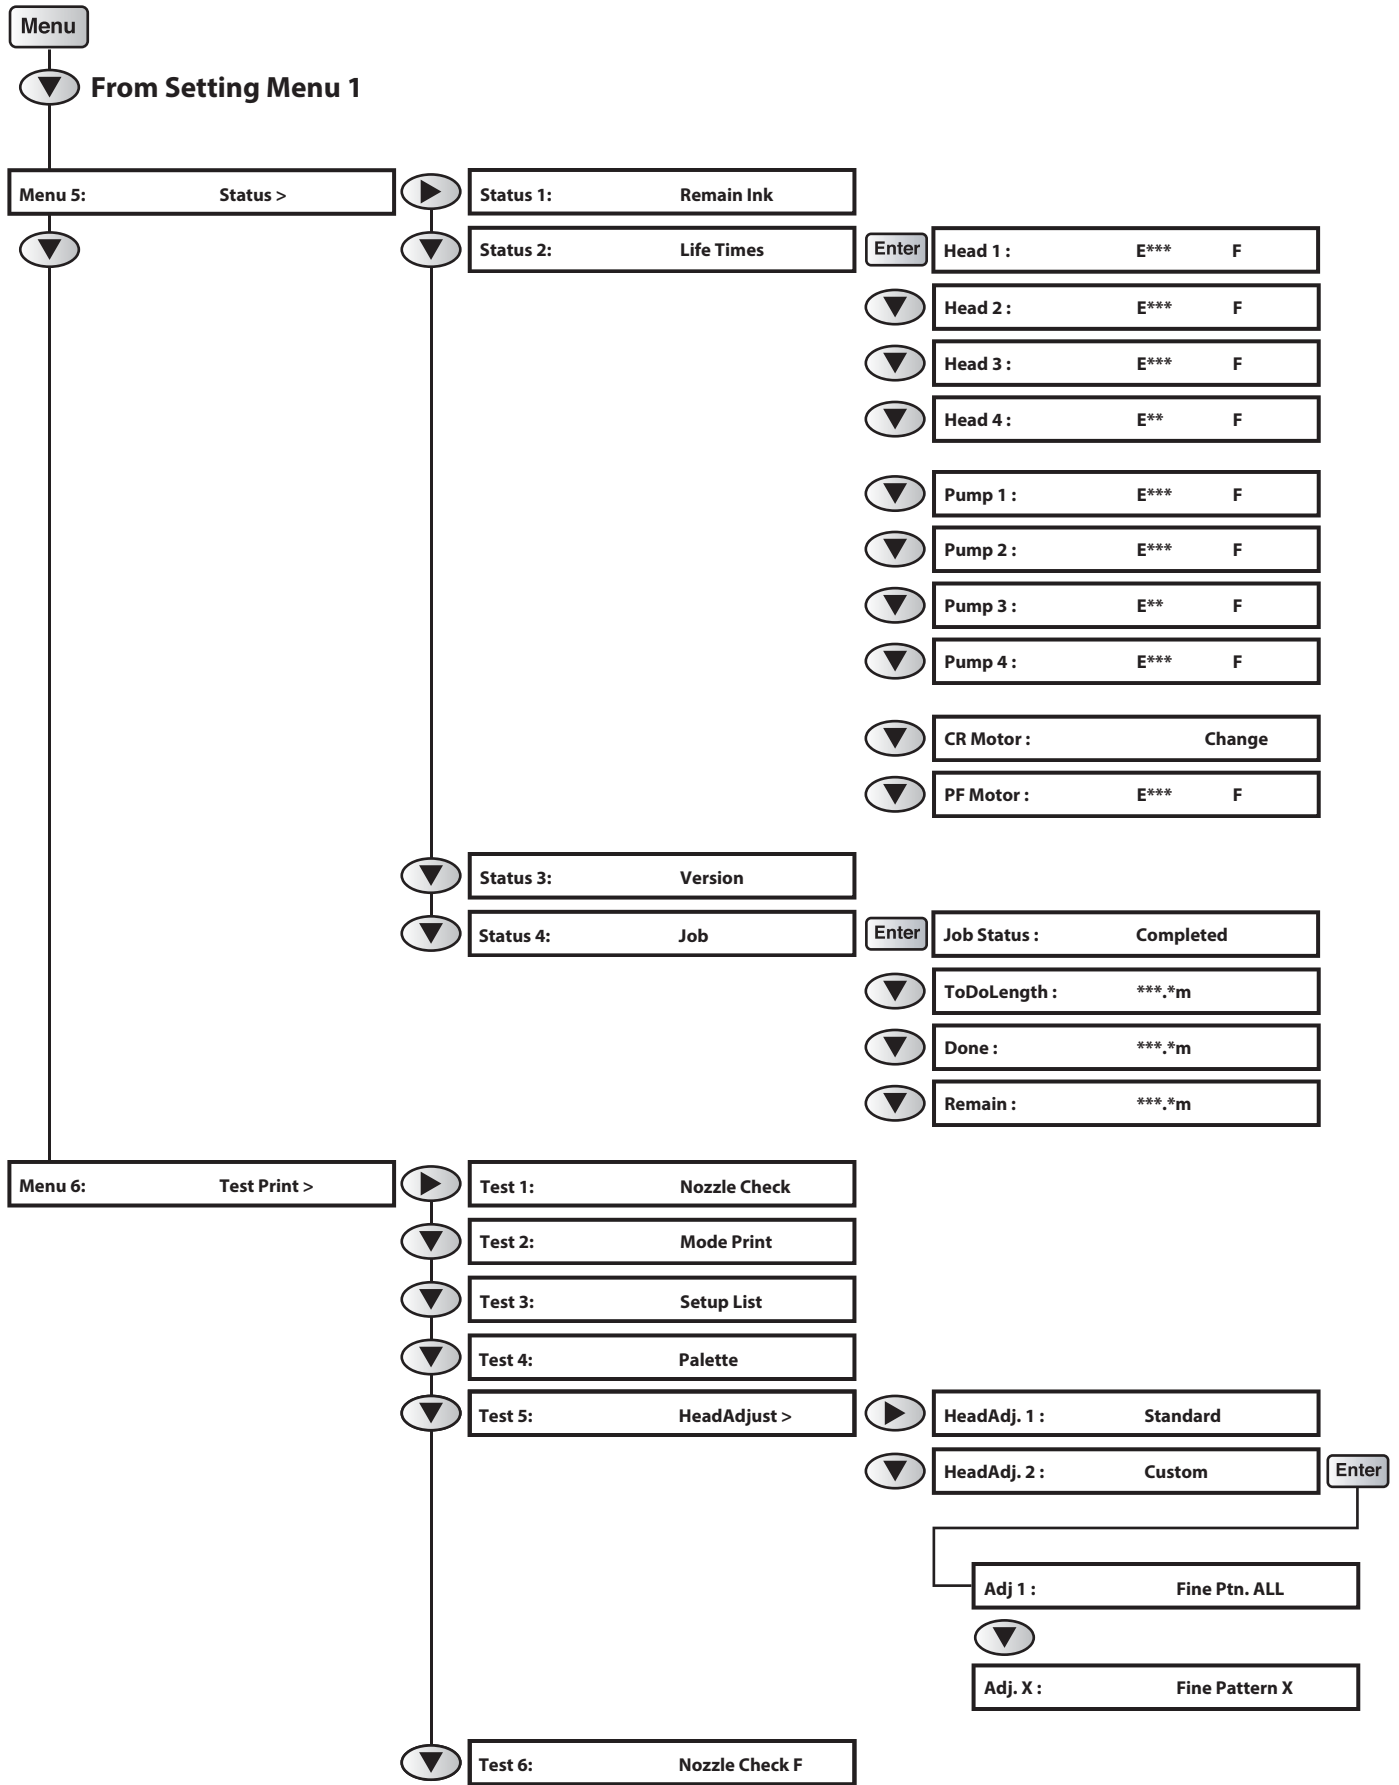 Menu
From Setting Menu 1
Menu 5: Status >
Status 1: Remain Ink
Status 2: Life Times
Enter
Head 1 : E*** F
Head 2 : E*** F
Head 3 : E*** F
Head 4 : E** F
Pump 1 : E*** F
Pump 2 : E*** F
Pump 3 : E** F
Pump 4 : E*** F
CR Motor : Change
PF Motor : E*** F
Status 3: Version
Status 4: Job
Enter
Job Status : Completed
ToDoLength : ***.*m
Done : ***.*m
Remain : ***.*m
Menu 6: Test Print >
Test 1: Nozzle Check
Test 2: Mode Print
Test 3: Setup List
Test 4: Palette
Test 5: HeadAdjust >
HeadAdj. 1 : Standard
HeadAdj. 2 : Custom
Enter
Adj 1 : Fine Ptn. ALL
Adj. X : Fine Pattern X
Test 6: Nozzle Check F